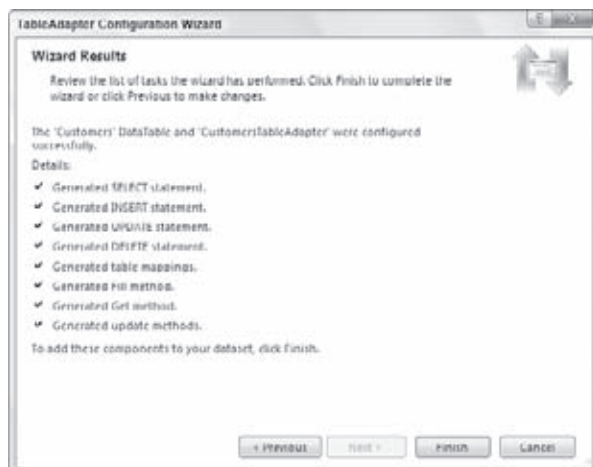 TableAdapter Configuration Wizard
Wizard Results
Review the list of tasks the wizard has performed. Click Finish to complete the
wizard or click Previous to make changes.
The 'Customers' DataTable and 'CustomersTableAdapter' were configured
successfully.
Details:
Generated SELECT statement.
Generated INSERT statement.
Generated UPDATE statement.
Generated DELETE statement.
Generated table mappings.
Generated Fill method.
Generated Get method.
Generated update methods.
To add these components to your dataset, click Finish.
< Previous
Next >
Finish
Cancel